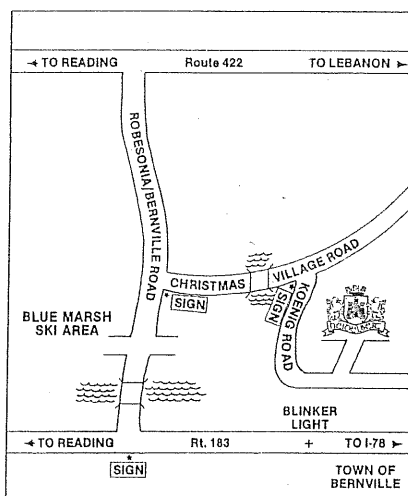 TO READING Route 422 TO LEBANON
ROBESONIA/BERNVILLE ROAD
CHRISTMAS VILLAGE ROAD
* SIGN
* SIGN
KOENIG ROAD
BLUE MARSH
SKI AREA
BLINKER
LIGHT
TO READING Rt. 183 + TO I-78
* SIGN
TOWN OF
BERNVILLE